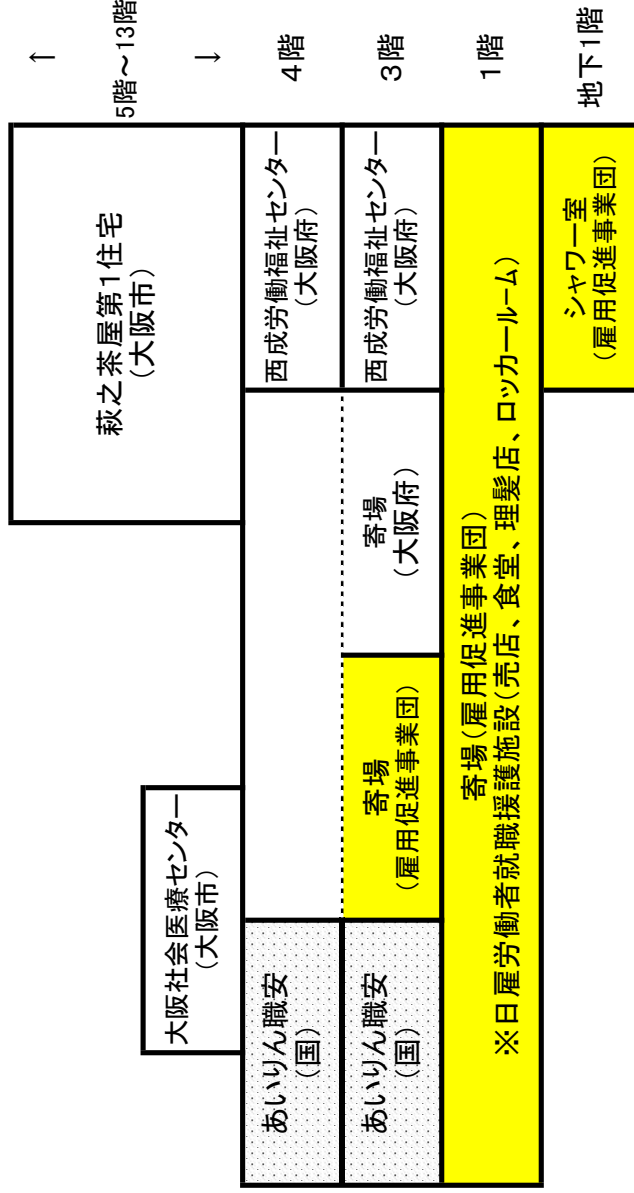 萩之茶屋第1住宅
(大阪市)
↑
5階～13階
↓
大阪社会医療センター
(大阪市)
あいりん職安
(国)
西成労働福祉センター
(大阪府)
4階
あいりん職安
(国)
寄場
(雇用促進事業団)
寄場
(大阪府)
西成労働福祉センター
(大阪府)
3階
寄場(雇用促進事業団)
※日雇労働者就職援護施設(売店、食堂、理髪店、ロッカールーム)
1階
シャワー室
(雇用促進事業団)
地下1階